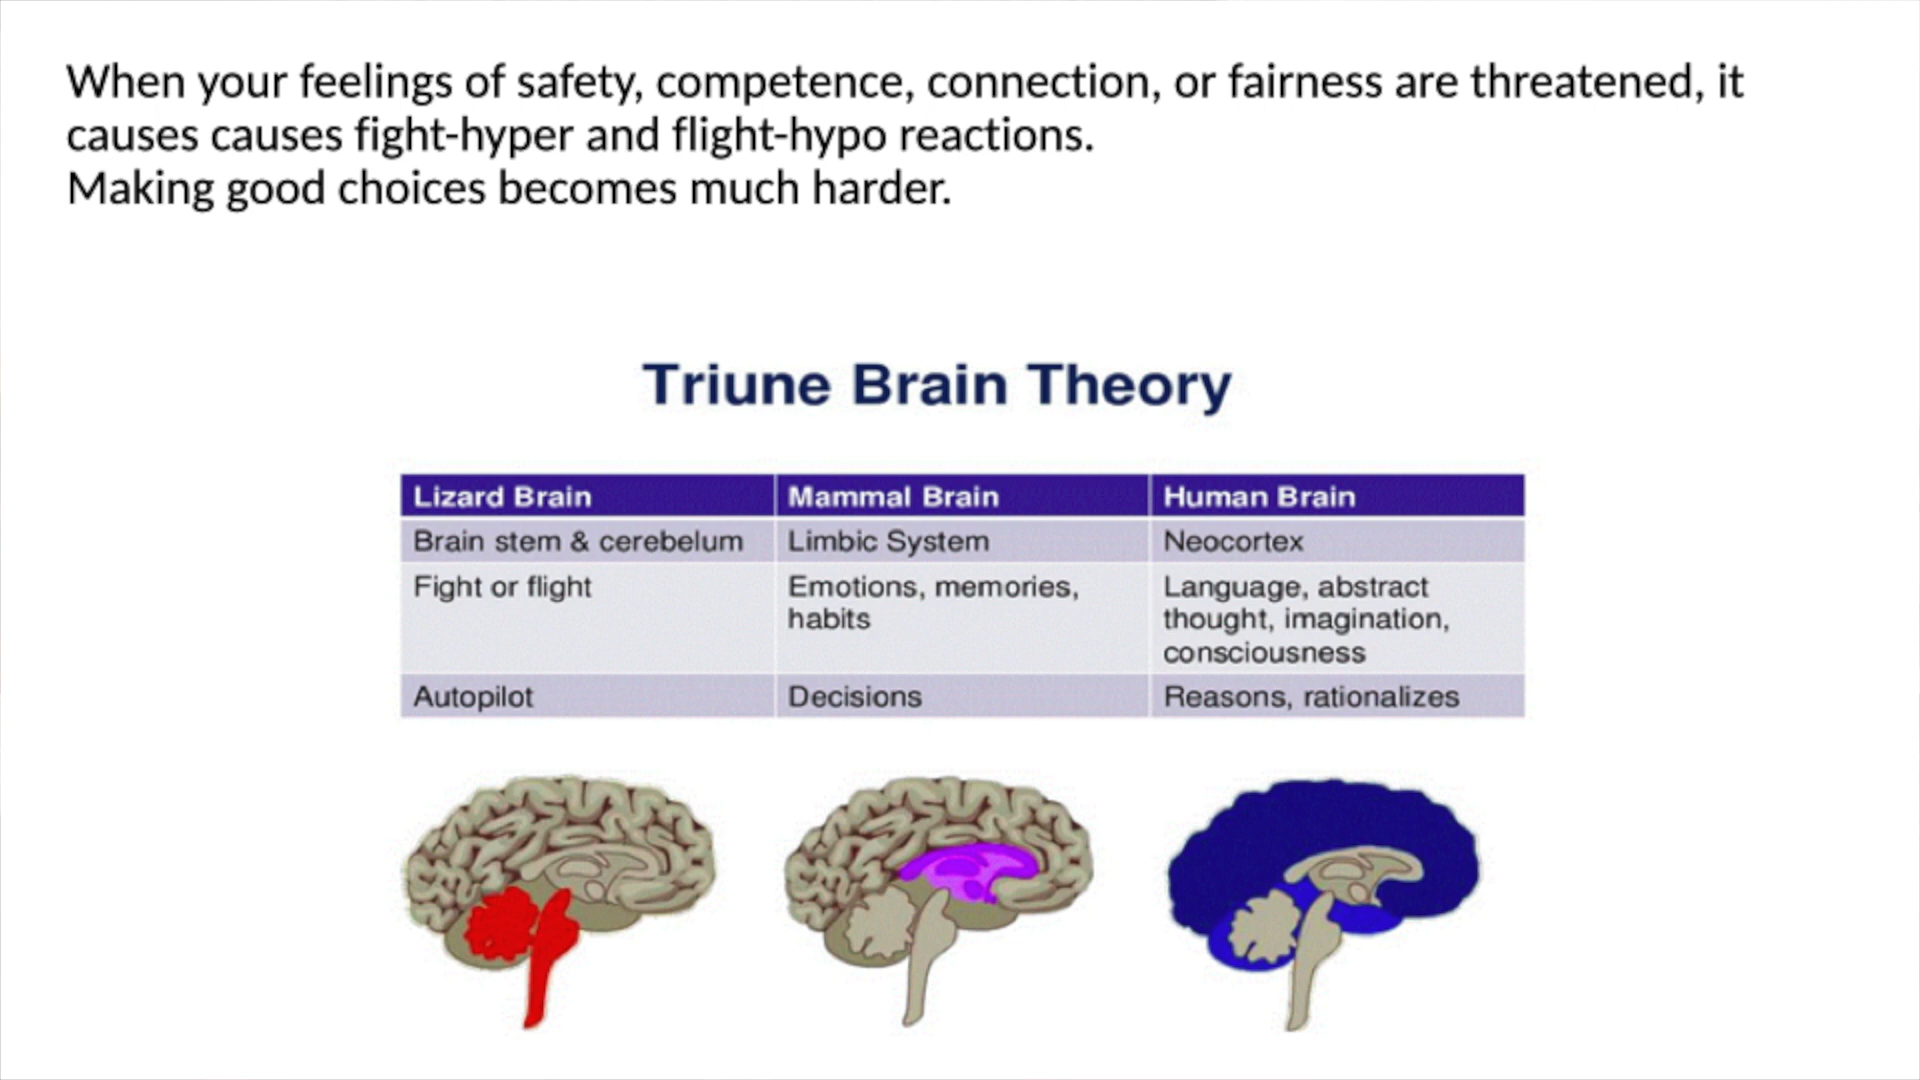 When your feelings of safety, competence, connection, or fairness are threatened, it
causes causes fight-hyper and flight-hypo reactions.
Making good choices becomes much harder.
Triune Brain Theory
Lizard Brain Mammal Brain Human Brain
Brain stem & cerebelum Limbic System Neocortex
Fight or flight Emotions, memories, Language, abstract
habits thought, imagination,
consciousness
Autopilot Decisions Reasons, rationalizes